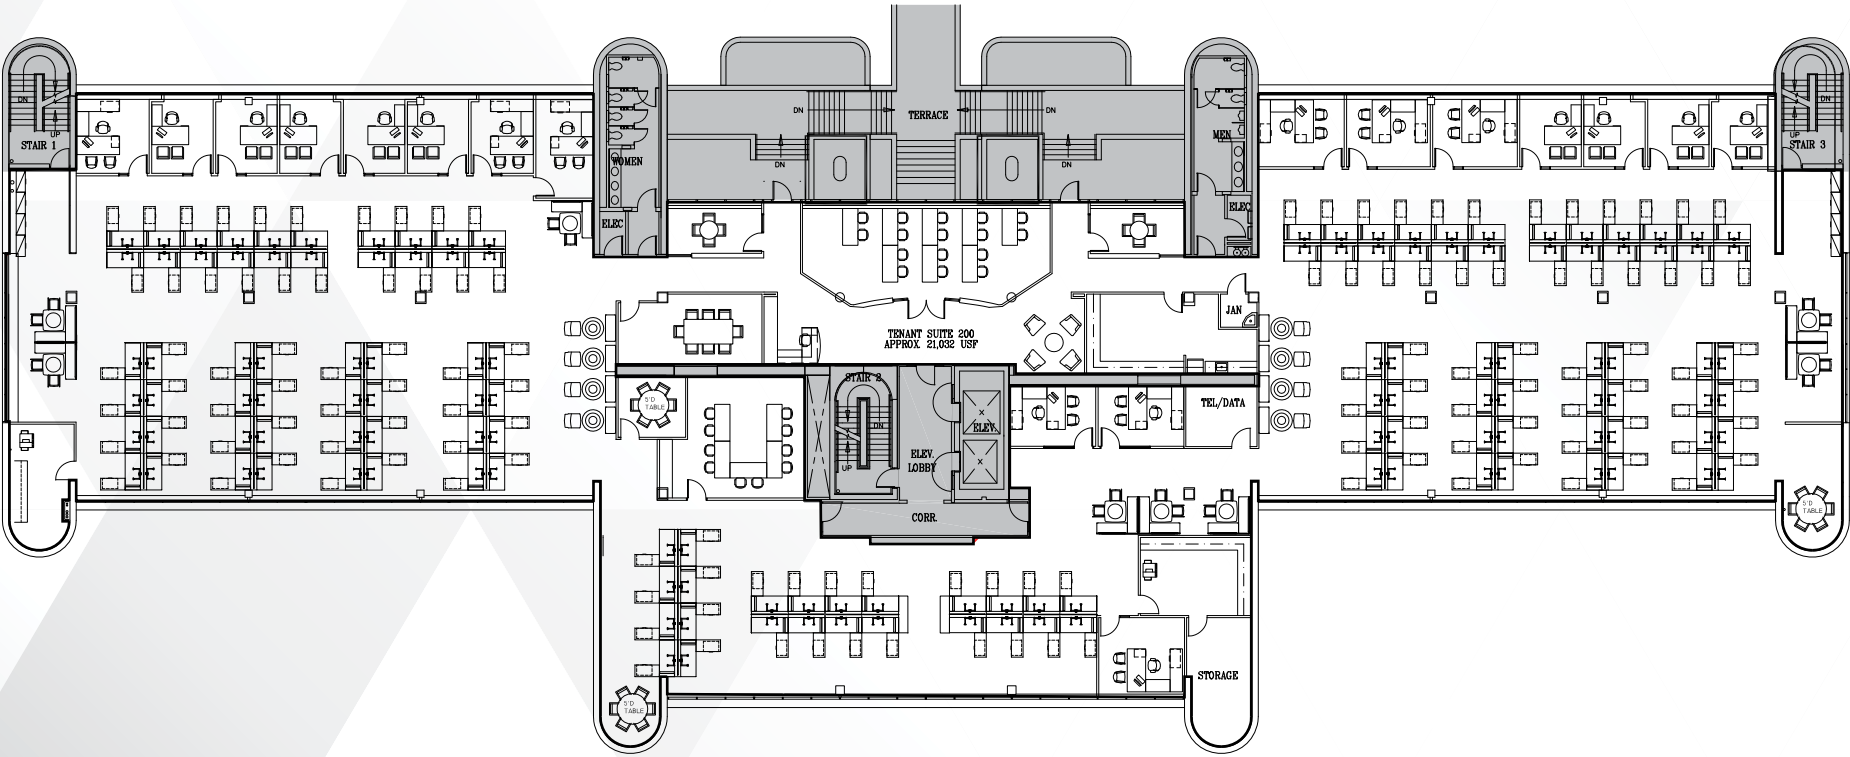 DN
UP
STAIR 1
WOMEN
ELEC
DN
DN
TERRACE
DN
DN
MEN
ELEC
DN
UP
STAIR 3
JAN
TENANT SUITE 200
APPROX. 21,032 USF
STAIR 2
DN
UP
ELEV.
LOBBY
ELEV.
CORR.
TEL/DATA
5'D
TABLE
5'D
TABLE
5'D
TABLE
STORAGE